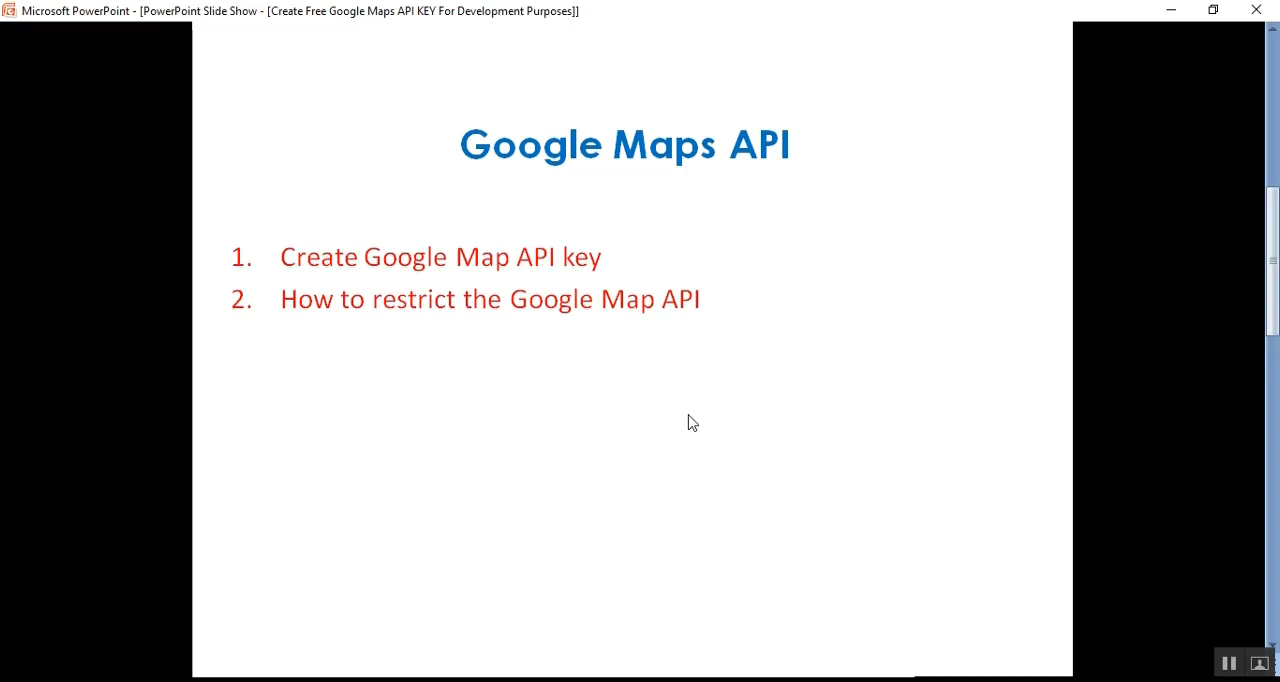 Microsoft PowerPoint - [PowerPoint Slide Show - [Create Free Google Maps API KEY For Development Purposes]]
Google Maps API
1. Create Google Map API key
2. How to restrict the Google Map API